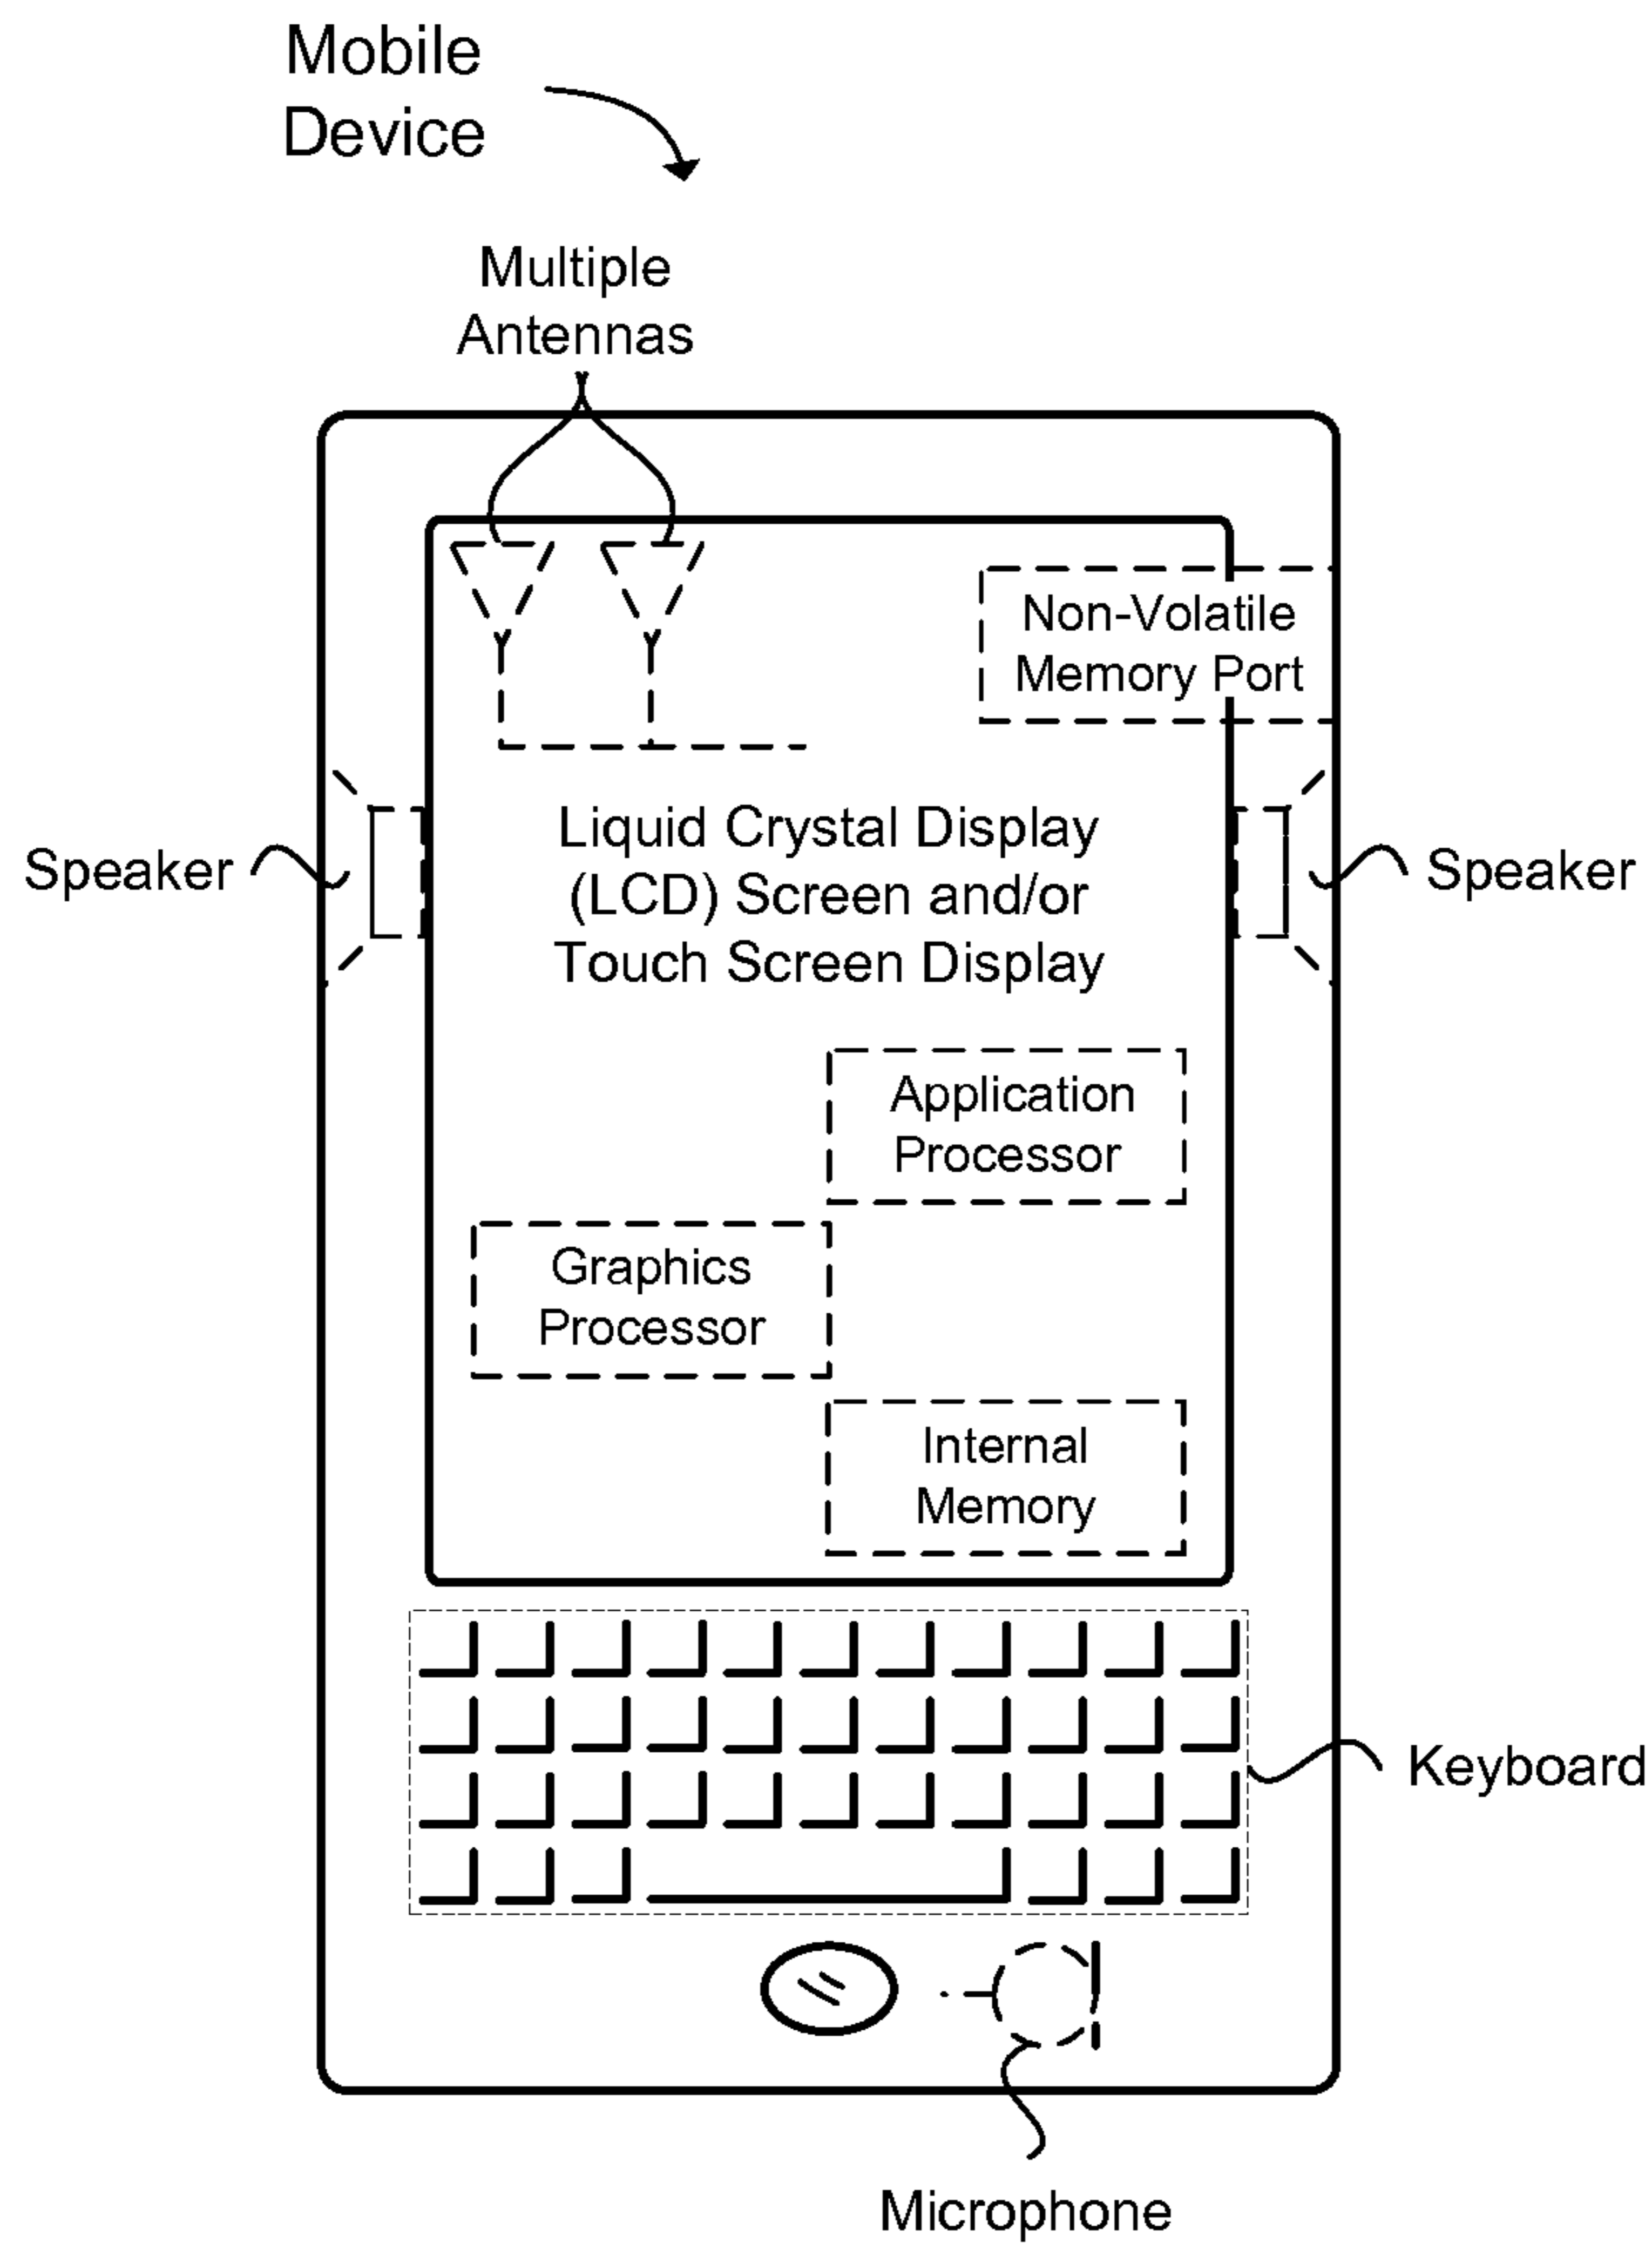 Mobile
Device
Multiple
Antennas
Non-Volatile
Memory Port
Speaker
Liquid Crystal Display
(LCD) Screen and/or
Touch Screen Display
Speaker
Application
Processor
Graphics
Processor
Internal
Memory
Keyboard
Microphone